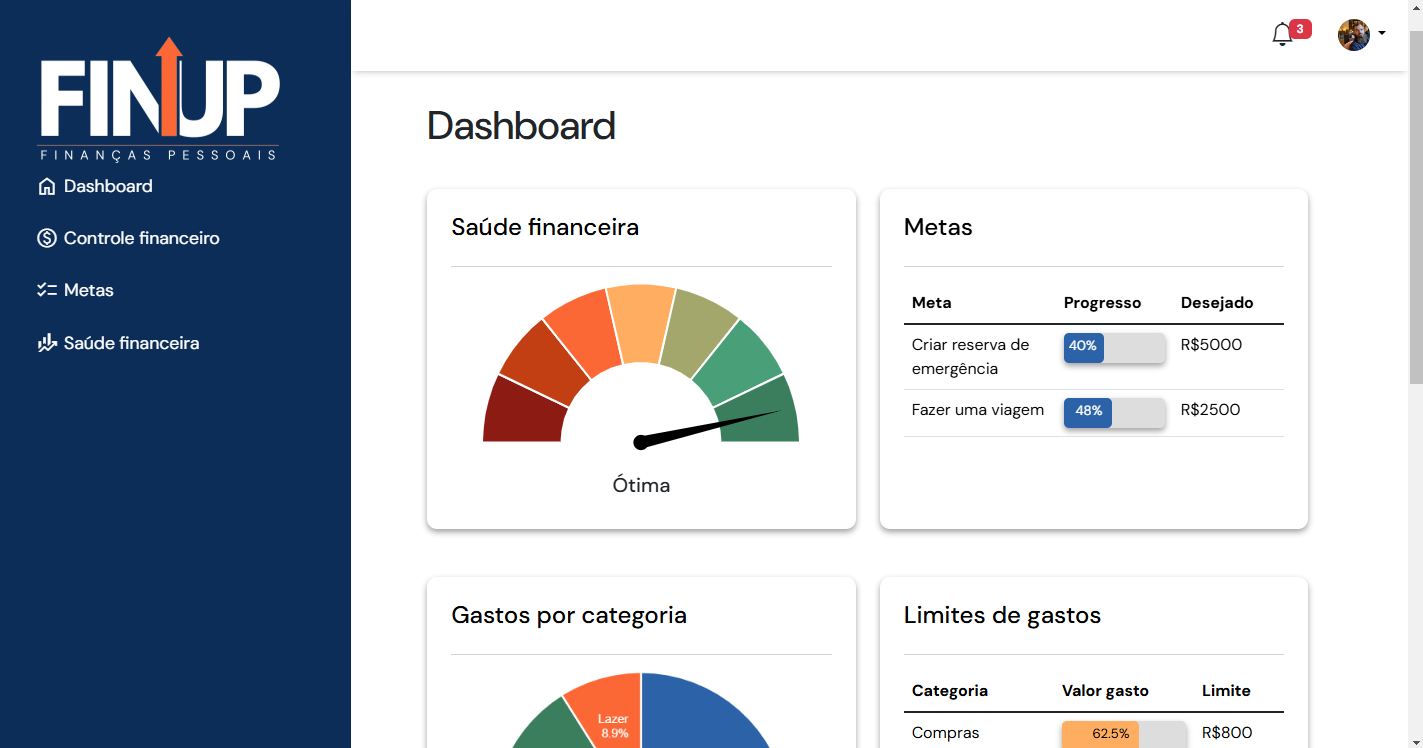 FINUP
FINANÇAS PESSOAIS
Dashboard
Controle financeiro
Metas
Saúde financeira
3
Dashboard
Saúde financeira
Ótima
Metas
Meta Progresso Desejado
Criar reserva de
emergência
40% R$5000
Fazer uma viagem 48% R$2500
Gastos por categoria
Lazer
8.9%
Limites de gastos
Categoria Valor gasto Limite
Compras 62.5% R$800